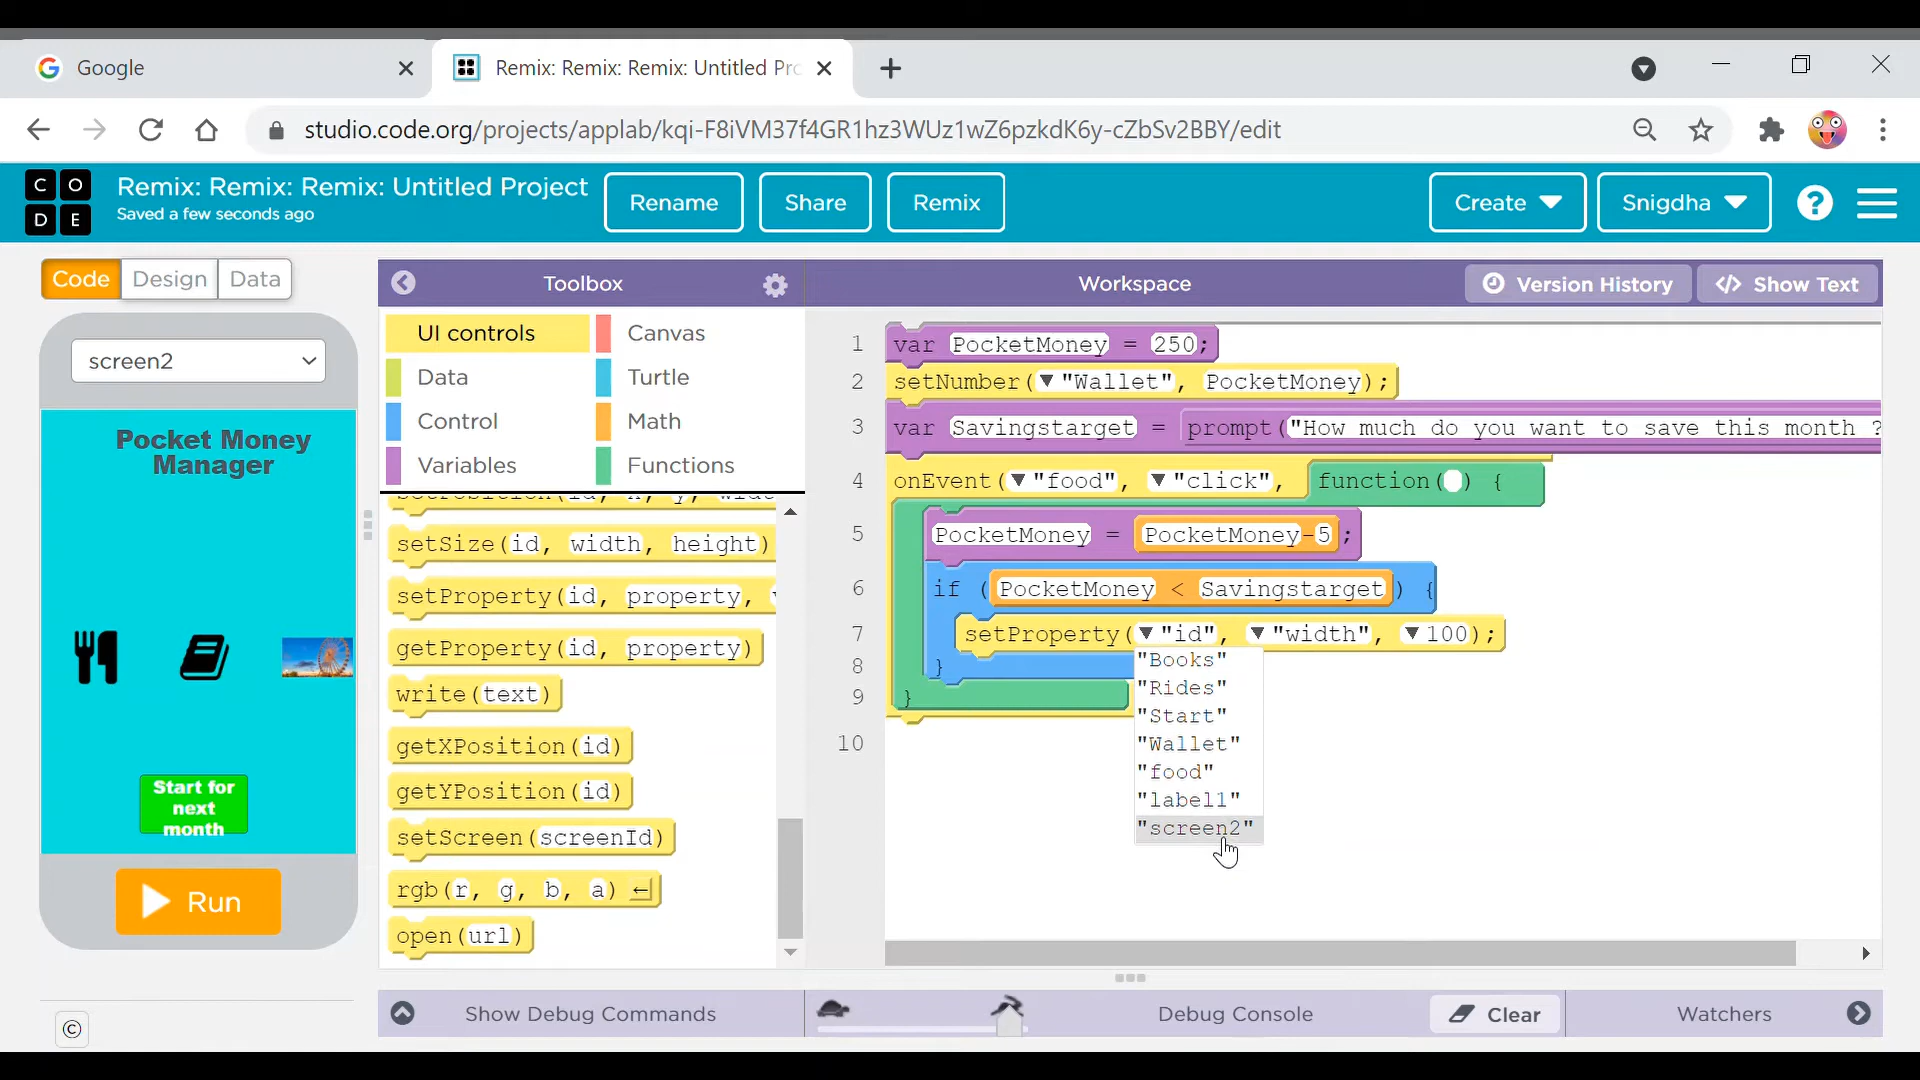 Google
Remix: Remix: Remix: Untitled Pro
studio.code.org/projects/applab/kqi-F8iVM37f4GR1hz3WUz1wZ6pzkdK6y-cZbSv2BBY/edit
C O
D E
Remix: Remix: Remix: Untitled Project
Saved a few seconds ago
Rename
Share
Remix
Create
Snigdha
?
Code
Design
Data
Toolbox
Workspace
Version History
</> Show Text
screen2
Pocket Money
Manager
Start for
next
month
Run
UI controls
Canvas
Data
Turtle
Control
Math
Variables
Functions
setSize(id, width, height)
setProperty(id, property,
getProperty(id, property)
write(text)
getXPosition(id)
getYPosition(id)
setScreen(screenId)
rgb(r, g, b, a)
open(url)
1 var PocketMoney = 250;
2 setNumber(▼"Wallet", PocketMoney);
3 var Savingstarget = prompt("How much do you want to save this month ?
4 onEvent(▼"food", ▼"click", function() {
5 PocketMoney = PocketMoney-5;
6 if (PocketMoney < Savingstarget) {
7 setProperty(▼"id", ▼"width", ▼100);
8 }
9 }
10
"Books"
"Rides"
"Start"
"Wallet"
"food"
"label1"
"screen2"
©
Show Debug Commands
Debug Console
Clear
Watchers